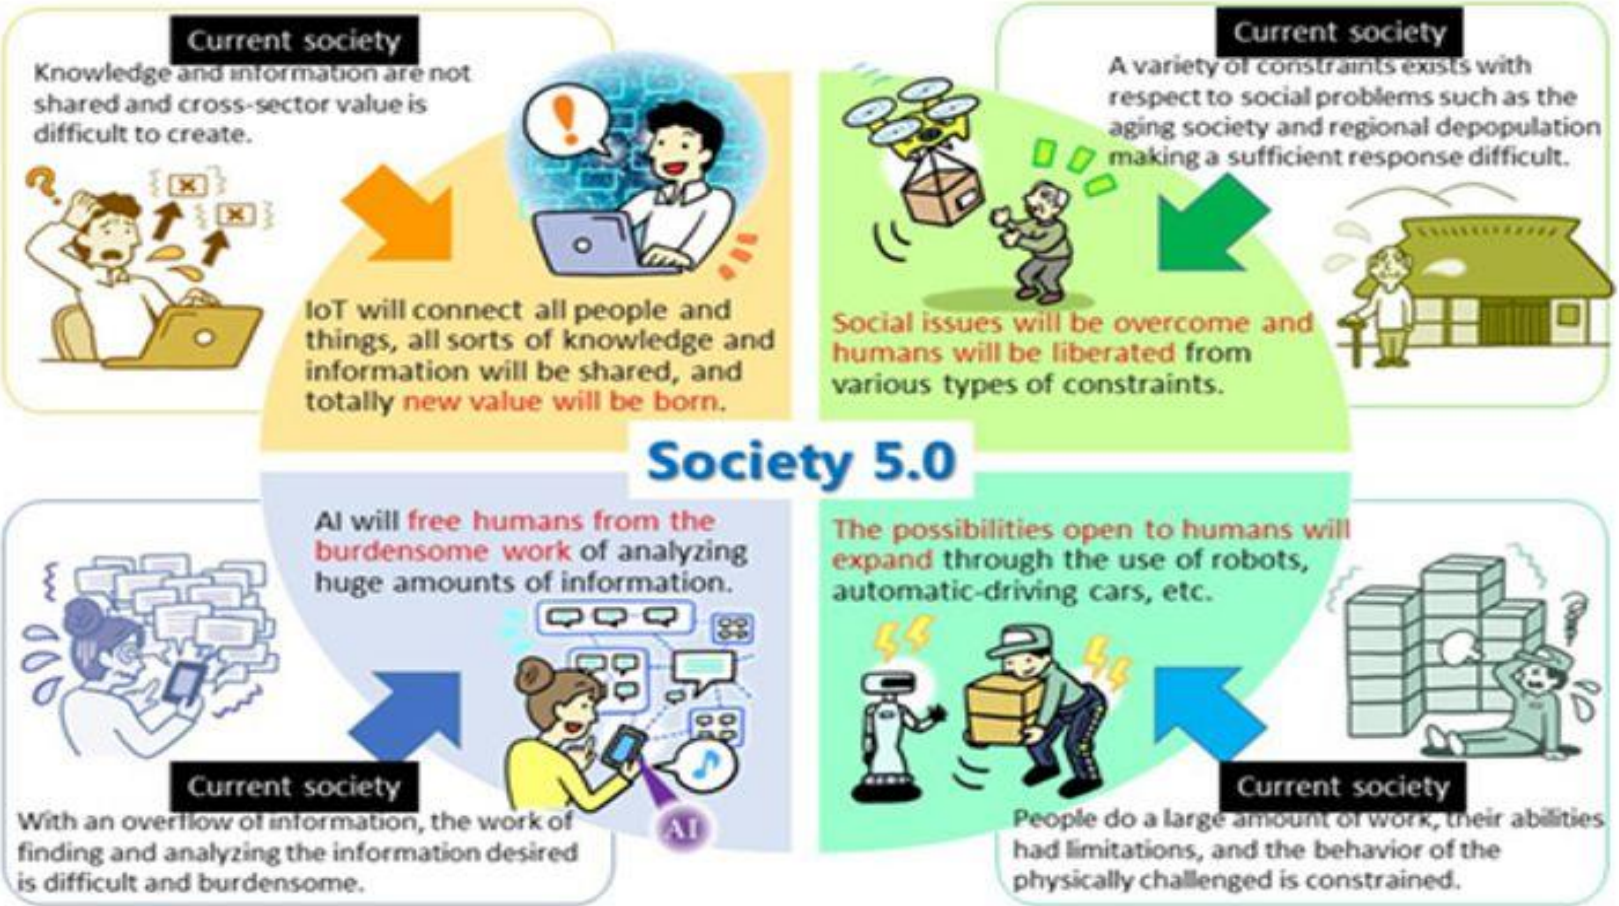 Current society
Knowledge and information are not
shared and cross-sector value is
difficult to create.
IoT will connect all people and
things, all sorts of knowledge and
information will be shared, and
totally new value will be born.
Current society
A variety of constraints exists with
respect to social problems such as the
aging society and regional depopulation
making a sufficient response difficult.
Social issues will be overcome and
humans will be liberated from
various types of constraints.
Society 5.0
AI will free humans from the
burdensome work of analyzing
huge amounts of information.
AI
Current society
With an overflow of information, the work of
finding and analyzing the information desired
is difficult and burdensome.
The possibilities open to humans will
expand through the use of robots,
automatic-driving cars, etc.
Current society
People do a large amount of work, their abilities
had limitations, and the behavior of the
physically challenged is constrained.